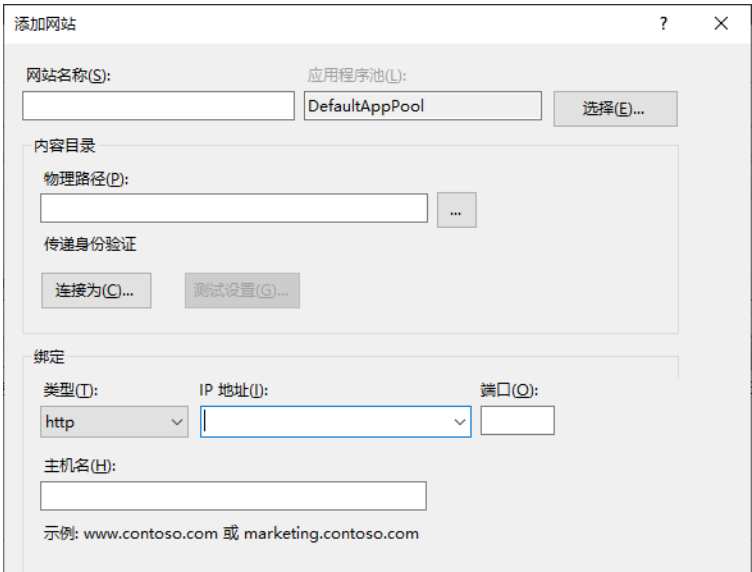 添加网站 ? ×
网站名称(S): 应用程序池(L):
DefaultAppPool 选择(E)...
内容目录
物理路径(P):
...
传递身份验证
连接为(C)... 测试设置(G)...
绑定
类型(T): IP 地址(I): 端口(O):
http
主机名(H):
示例: www.contoso.com 或 marketing.contoso.com